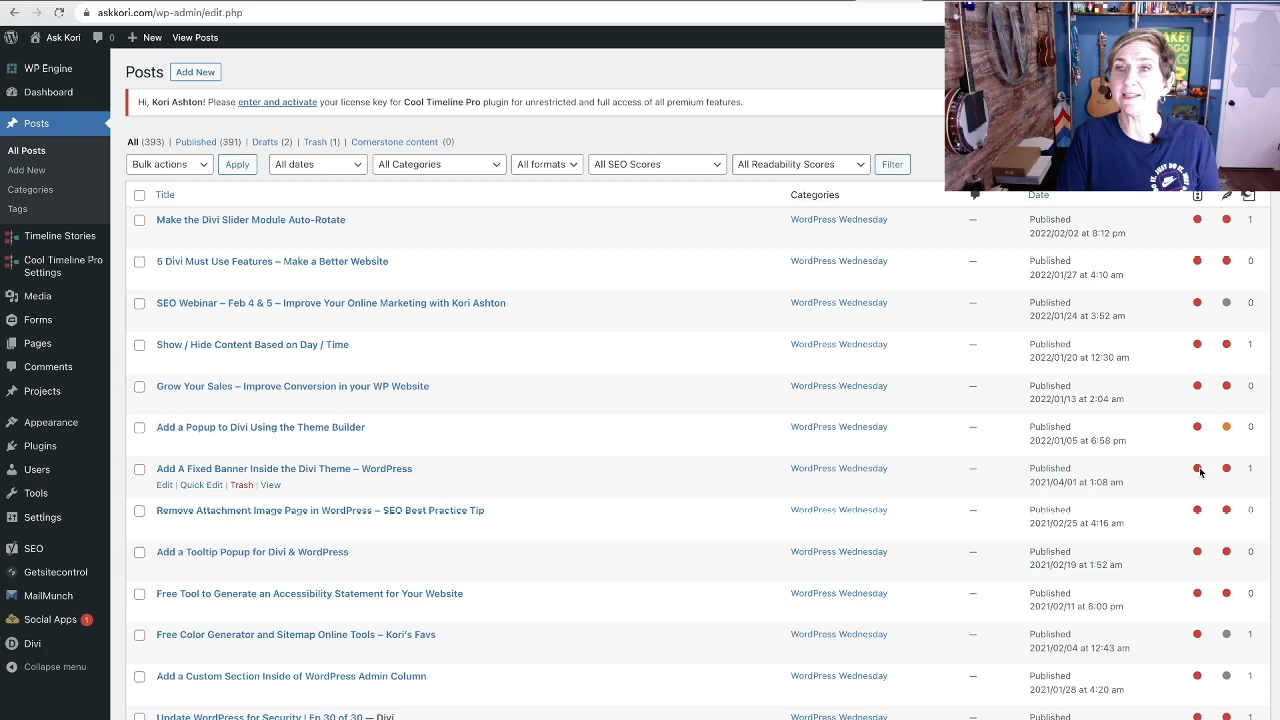 askkori.com/wp-admin/edit.php
Ask Kori 0 New View Posts
WP Engine
Dashboard
Posts
All Posts
Add New
Categories
Tags
Timeline Stories
Cool Timeline Pro
Settings
Media
Forms
Pages
Comments
Projects
Appearance
Plugins
Users
Tools
Settings
SEO
Getsitecontrol
MailMunch
Social Apps 1
Divi
Collapse menu
Posts Add New
Hi, Kori Ashton! Please enter and activate your license key for Cool Timeline Pro plugin for unrestricted and full access of all premium features.
All (393) | Published (391) | Drafts (2) | Trash (1) | Cornerstone content (0)
Bulk actions Apply All dates All Categories All formats All SEO Scores All Readability Scores Filter
Title Categories Date
Make the Divi Slider Module Auto-Rotate WordPress Wednesday — Published 1
2022/02/02 at 8:12 pm
5 Divi Must Use Features – Make a Better Website WordPress Wednesday — Published 0
2022/01/27 at 4:10 am
SEO Webinar – Feb 4 & 5 – Improve Your Online Marketing with Kori Ashton WordPress Wednesday — Published 0
2022/01/24 at 3:52 am
Show / Hide Content Based on Day / Time WordPress Wednesday — Published 1
2022/01/20 at 12:30 am
Grow Your Sales – Improve Conversion in your WP Website WordPress Wednesday — Published 0
2022/01/13 at 2:04 am
Add a Popup to Divi Using the Theme Builder WordPress Wednesday — Published 0
2022/01/05 at 6:58 pm
Add A Fixed Banner Inside the Divi Theme – WordPress WordPress Wednesday — Published 1
Edit | Quick Edit | Trash | View 2021/04/01 at 1:08 am
Remove Attachment Image Page in WordPress – SEO Best Practice Tip WordPress Wednesday — Published 0
2021/02/25 at 4:16 am
Add a Tooltip Popup for Divi & WordPress WordPress Wednesday — Published 0
2021/02/19 at 1:52 am
Free Tool to Generate an Accessibility Statement for Your Website WordPress Wednesday — Published 0
2021/02/11 at 6:00 pm
Free Color Generator and Sitemap Online Tools – Kori's Favs WordPress Wednesday — Published 1
2021/02/04 at 12:43 am
Add a Custom Section Inside of WordPress Admin Column WordPress Wednesday — Published 1
2021/01/28 at 4:20 am
Update WordPress for Security | Ep 30 of 30 — Divi WordPress Wednesday — Published 1